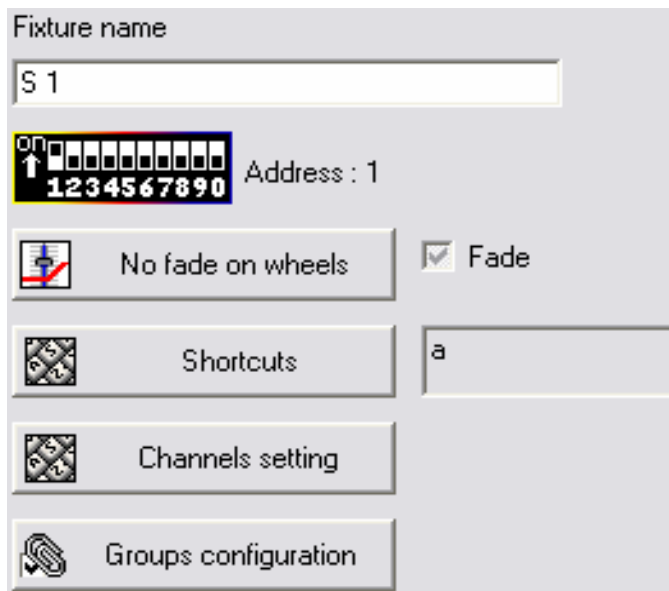 Fixture name
S 1
on
1234567890
Address : 1
No fade on wheels
Fade
Shortcuts
a
Channels setting
Groups configuration